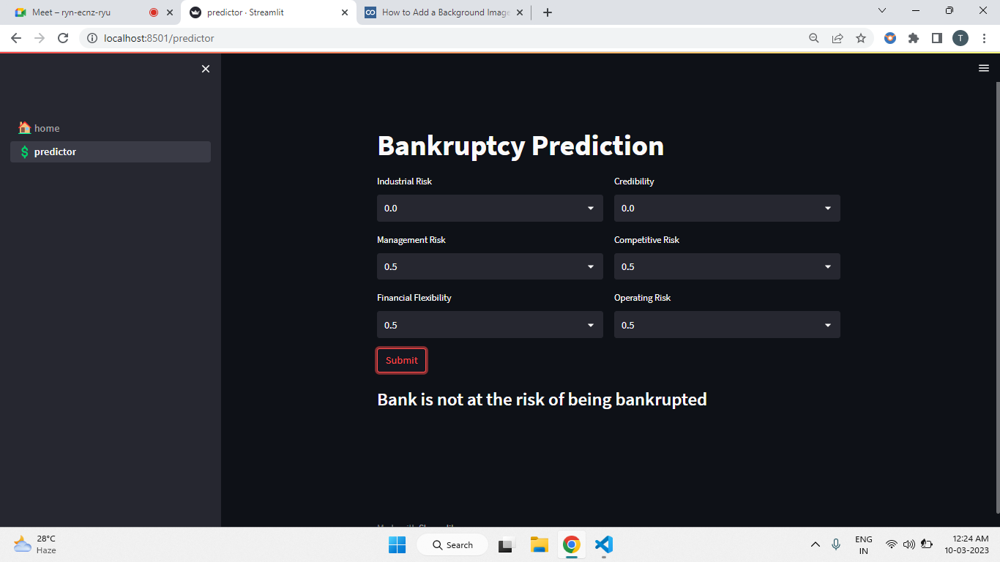 Meet – ryn-ecnz-ryu
predictor · Streamlit
How to Add a Background Image
localhost:8501/predictor
T
home
predictor
Bankruptcy Prediction
Industrial Risk
Credibility
0.0
0.0
Management Risk
Competitive Risk
0.5
0.5
Financial Flexibility
Operating Risk
0.5
0.5
Submit
Bank is not at the risk of being bankrupted
28°C
Haze
Search
ENG
IN
12:24 AM
10-03-2023